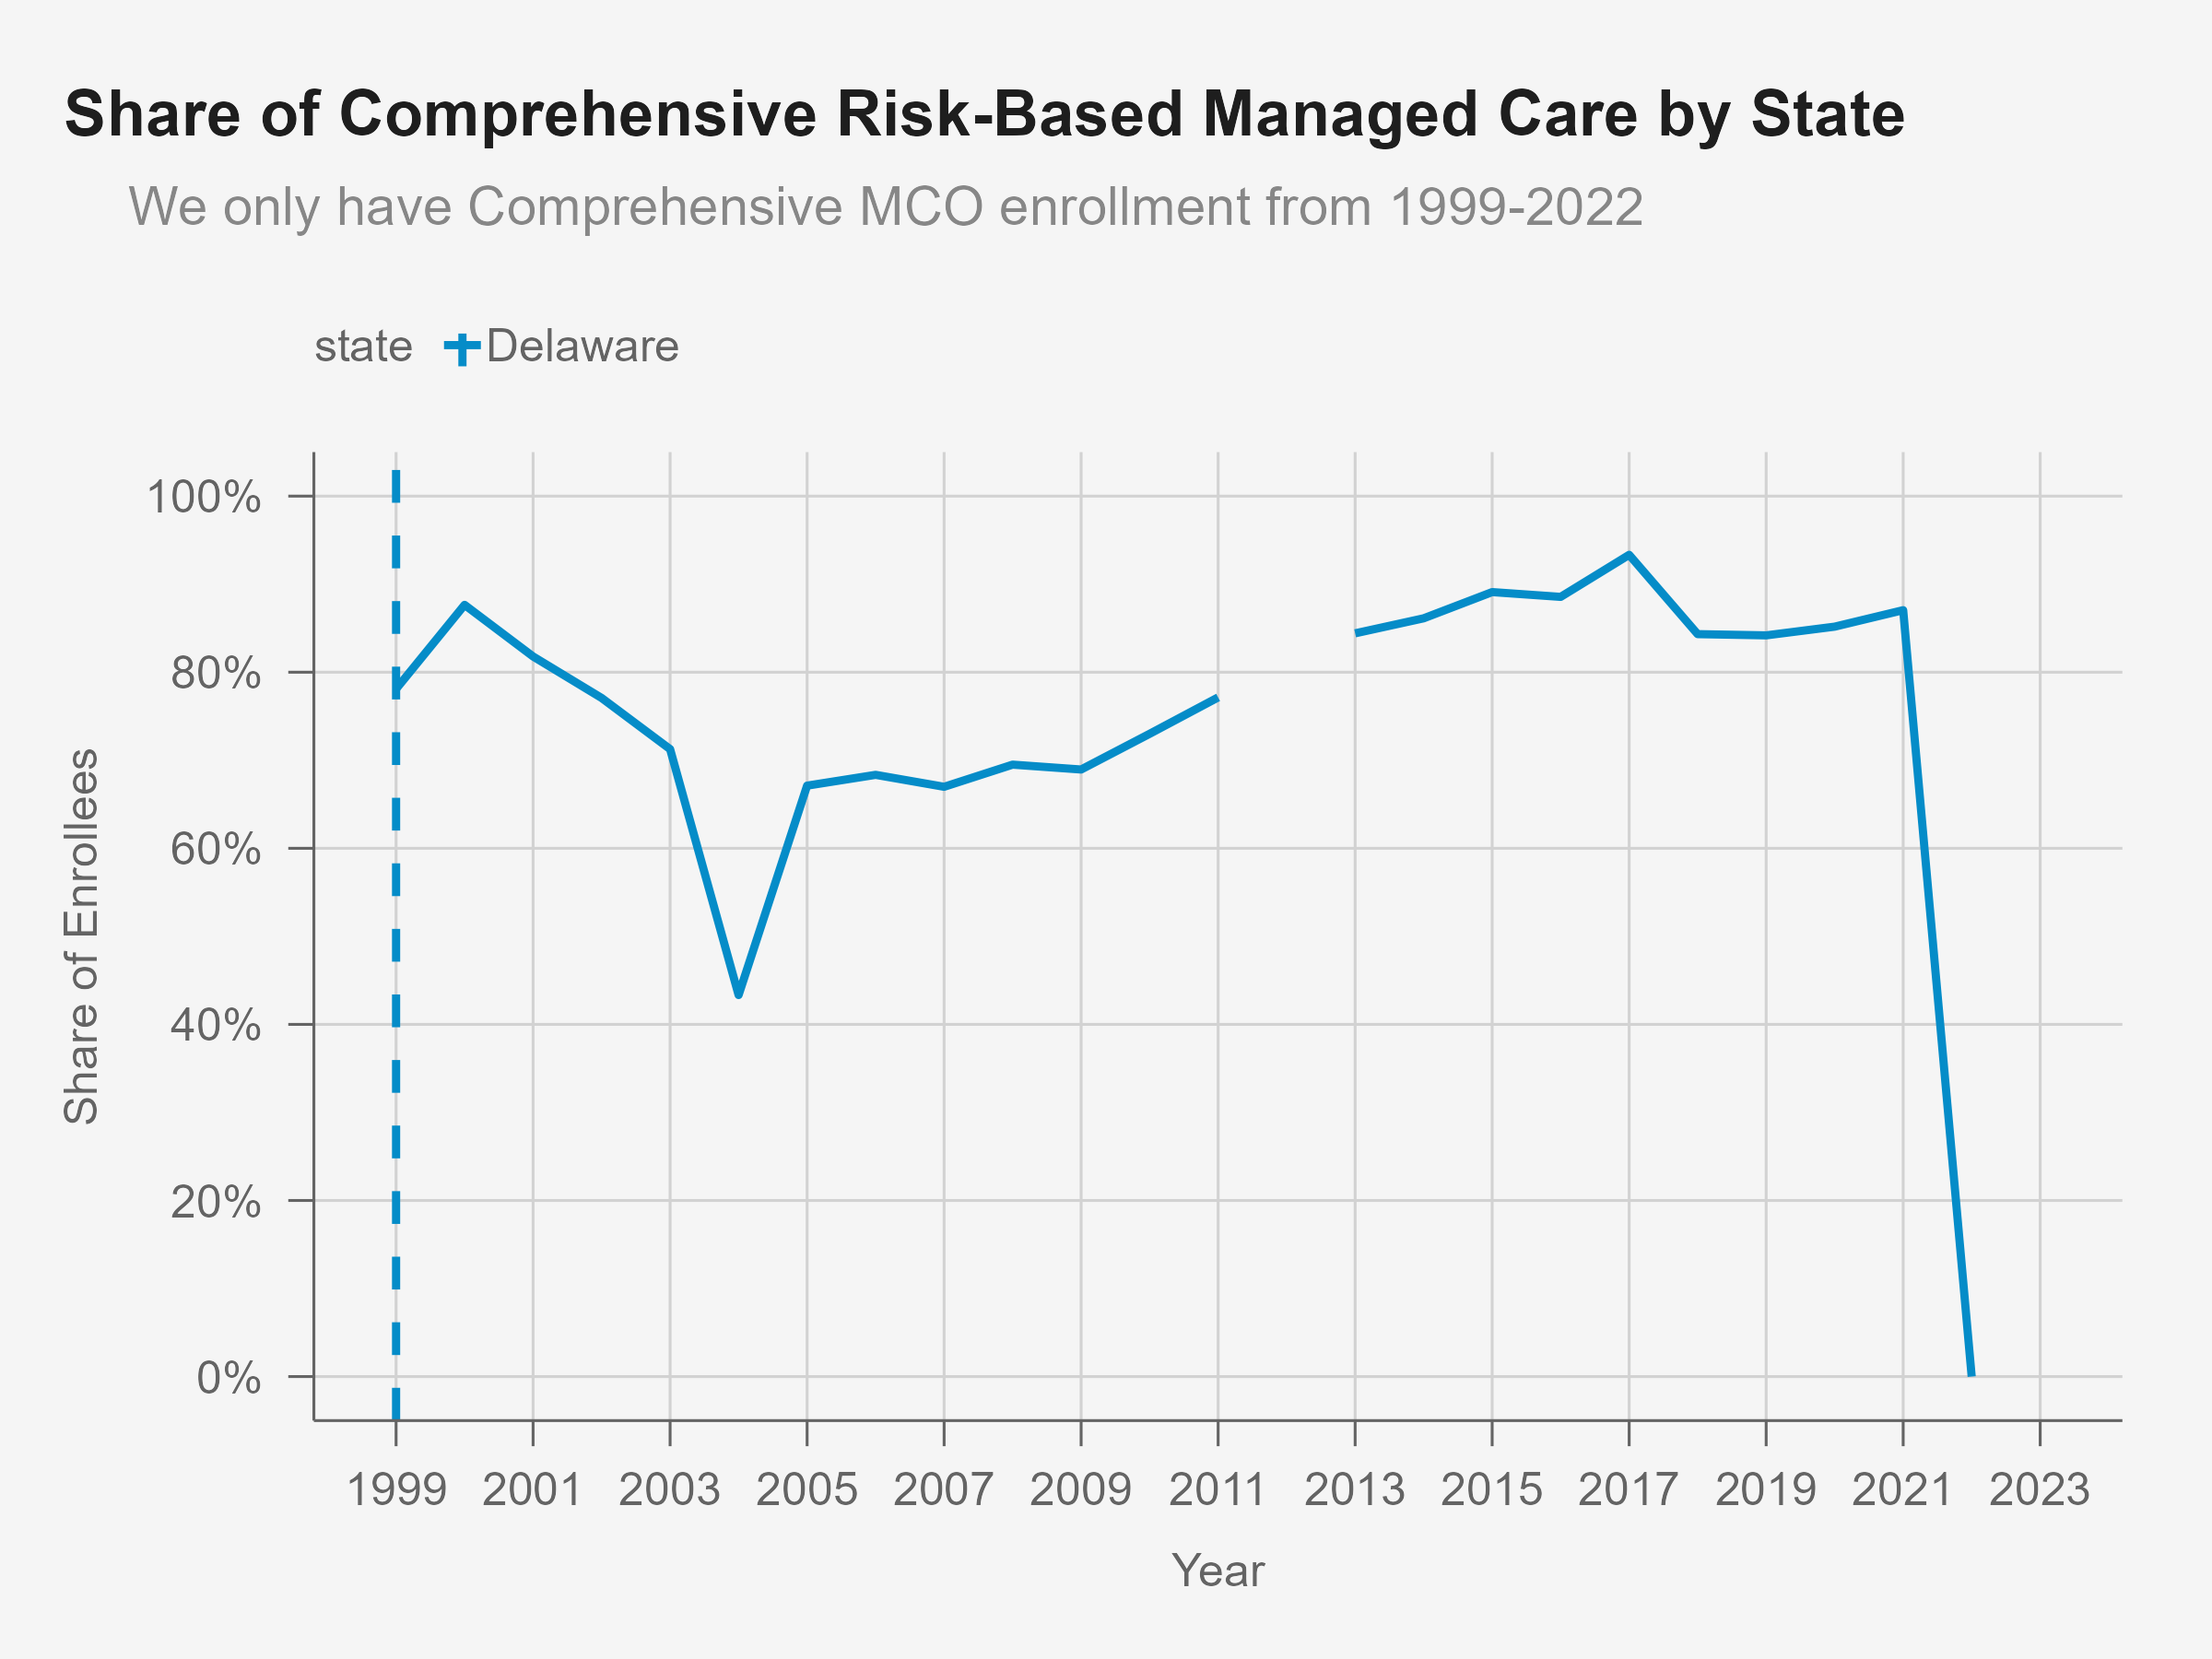 Share of Comprehensive Risk-Based Managed Care by State
We only have Comprehensive MCO enrollment from 1999-2022
state Delaware
100%
80%
60%
40%
20%
0%
Share of Enrollees
1999 2001 2003 2005 2007 2009 2011 2013 2015 2017 2019 2021 2023
Year